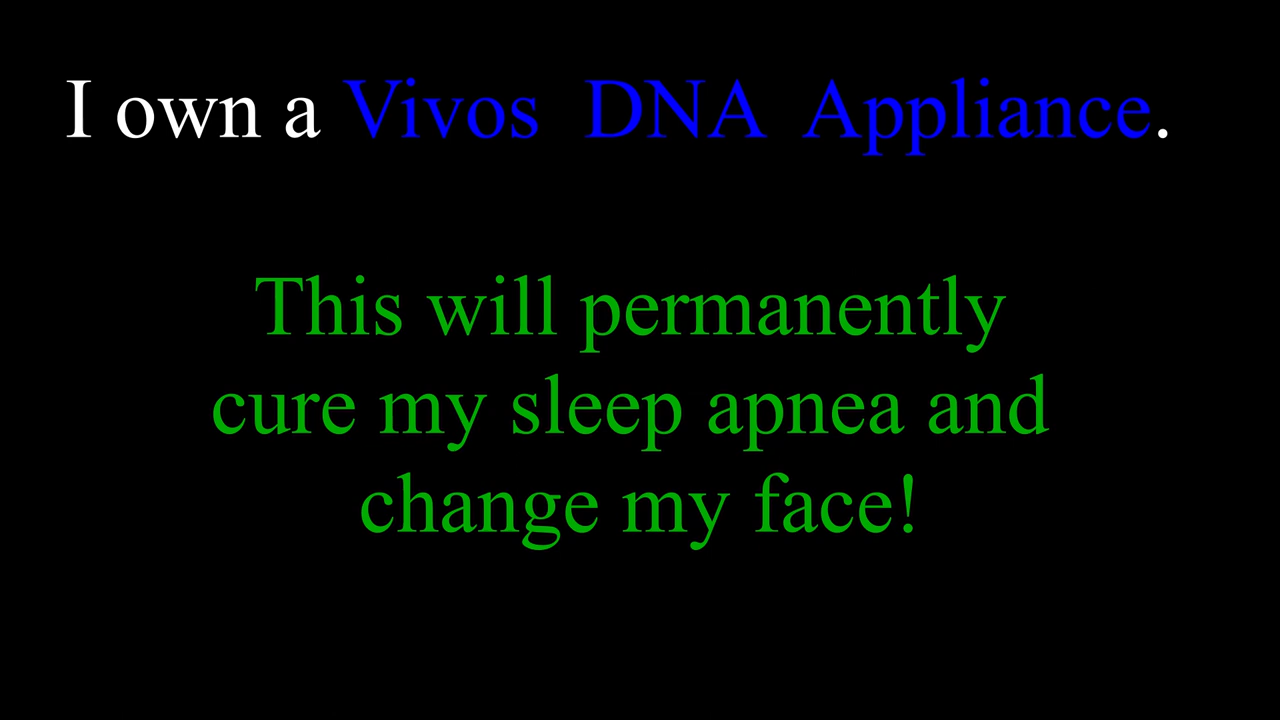 I own a Vivos DNA Appliance.
This will permanently
cure my sleep apnea and
change my face!